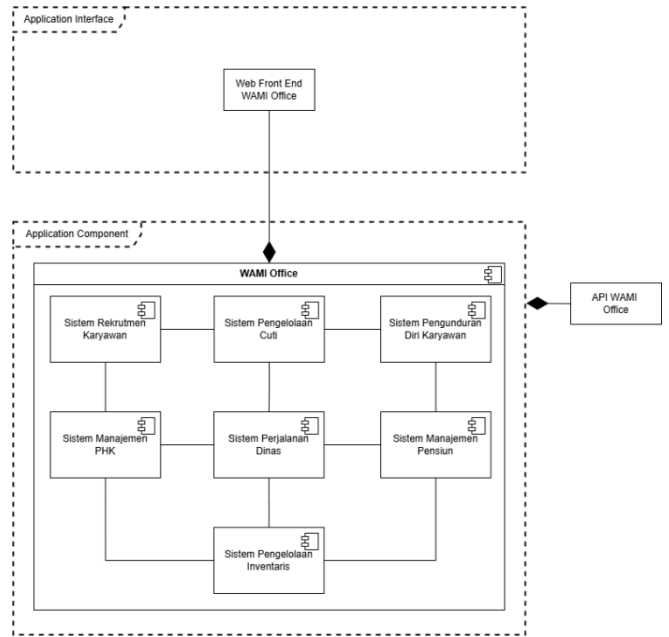 Application Interface
Web Front End
WAMI Office
Application Component
WAMI Office
API WAMI
Office
Sistem Rekrutmen
Karyawan
Sistem Pengelolaan
Cuti
Sistem Pengunduran
Diri Karyawan
Sistem Manajemen
PHK
Sistem Perjalanan
Dinas
Sistem Manajemen
Pensiun
Sistem Pengelolaan
Inventaris